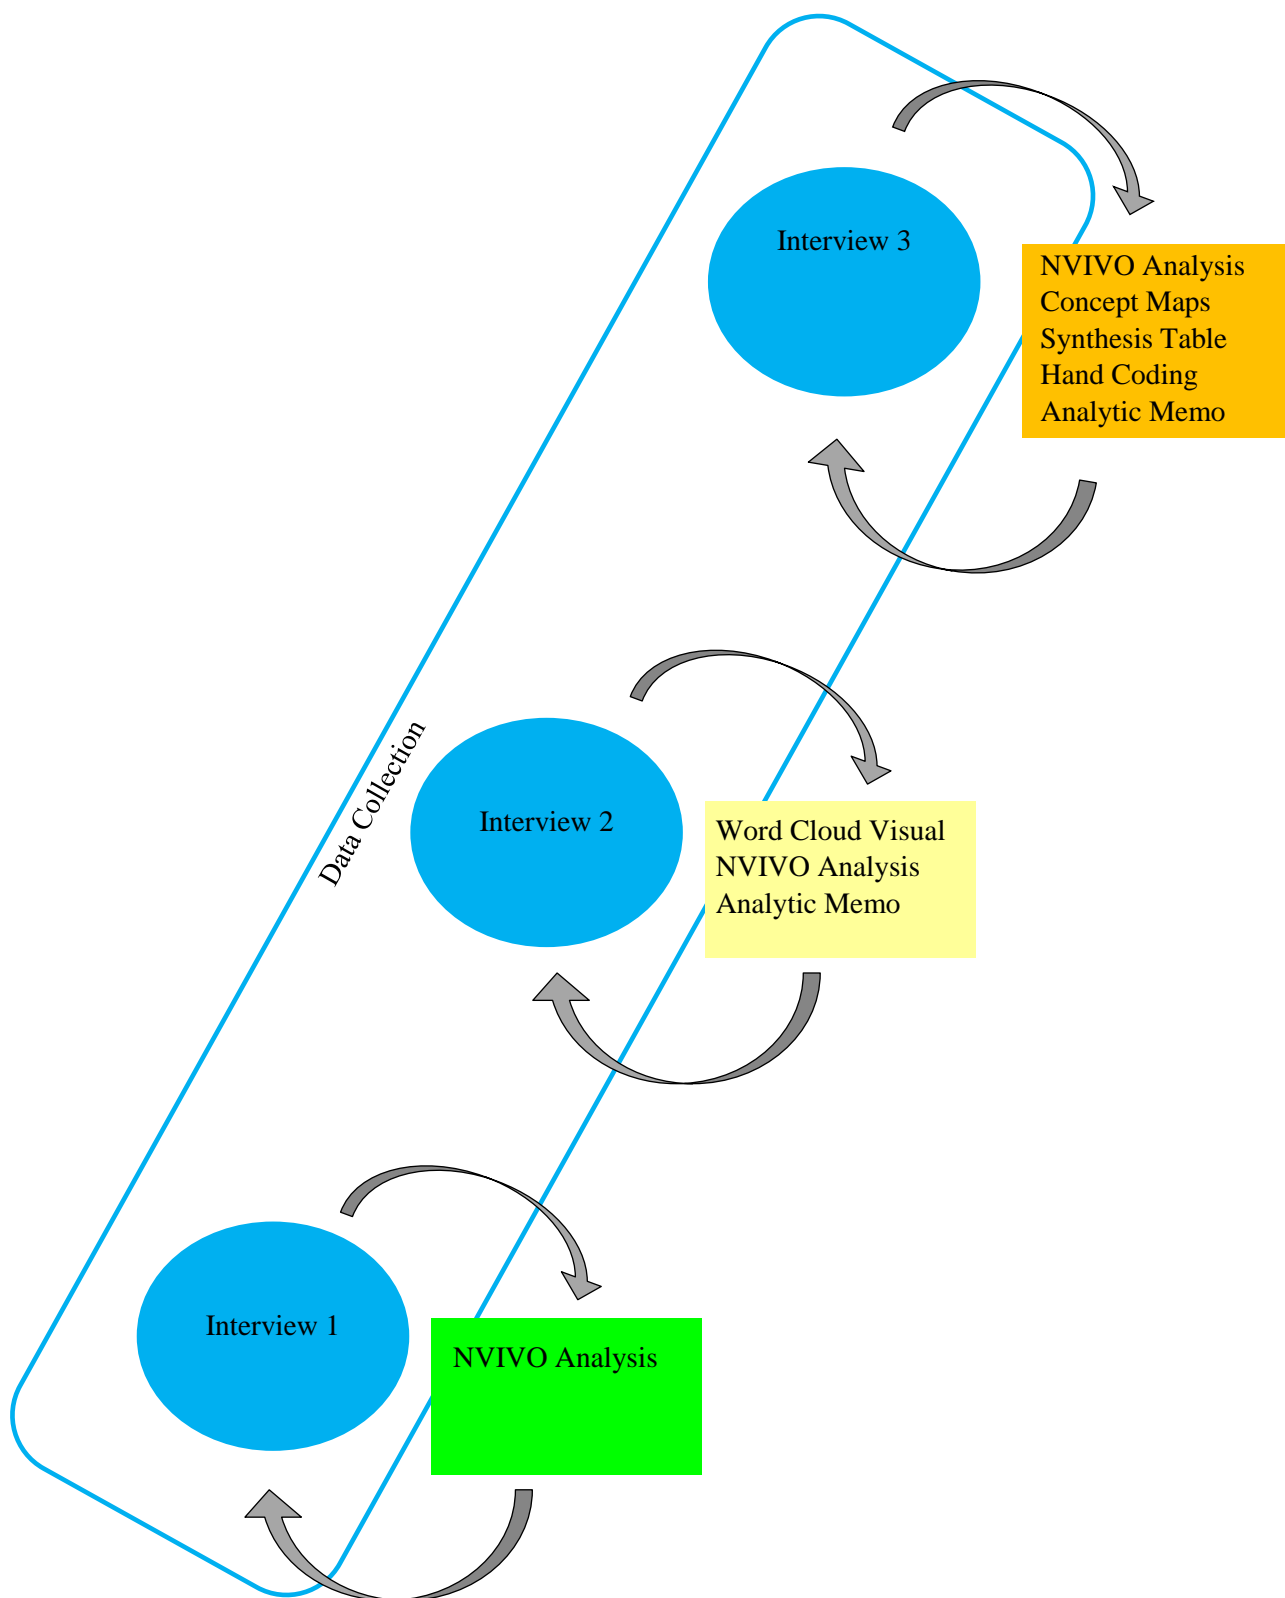 Interview 3
NVIVO Analysis
Concept Maps
Synthesis Table
Hand Coding
Analytic Memo
Data Collection
Interview 2
Word Cloud Visual
NVIVO Analysis
Analytic Memo
Interview 1
NVIVO Analysis